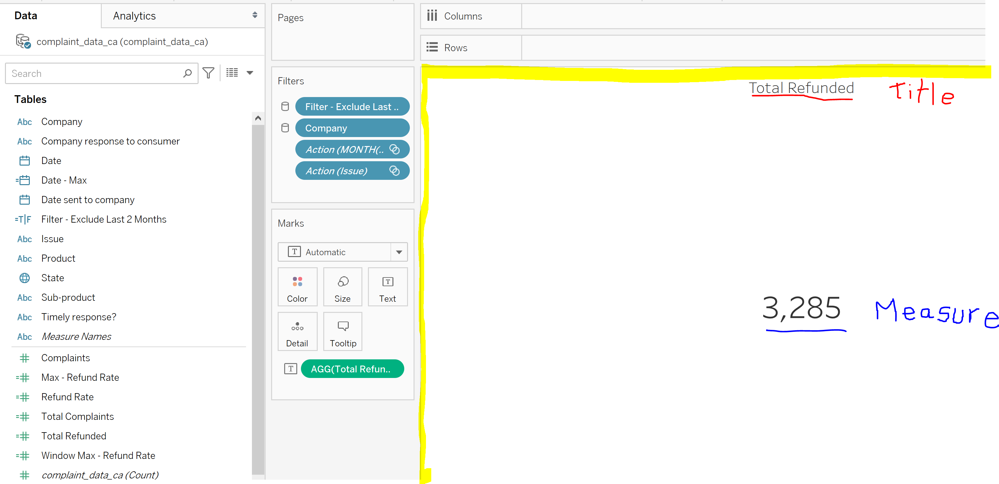 Data
Analytics
complaint_data_ca (complaint_data_ca)
Search
Tables
Abc Company
Abc Company response to consumer
Date
=Date - Max
Date sent to company
=T|F Filter - Exclude Last 2 Months
Abc Issue
Abc Product
State
Abc Sub-product
Abc Timely response?
Abc Measure Names
# Complaints
=# Max - Refund Rate
=# Refund Rate
=# Total Complaints
=# Total Refunded
=# Window Max - Refund Rate
# complaint_data_ca (Count)
Pages
Filters
Filter - Exclude Last ..
Company
Action (MONTH(..
Action (Issue)
Marks
T Automatic
Color
Size
T Text
Detail
Tooltip
T AGG(Total Refun..
Columns
Rows
Total Refunded Title
3,285 Measure